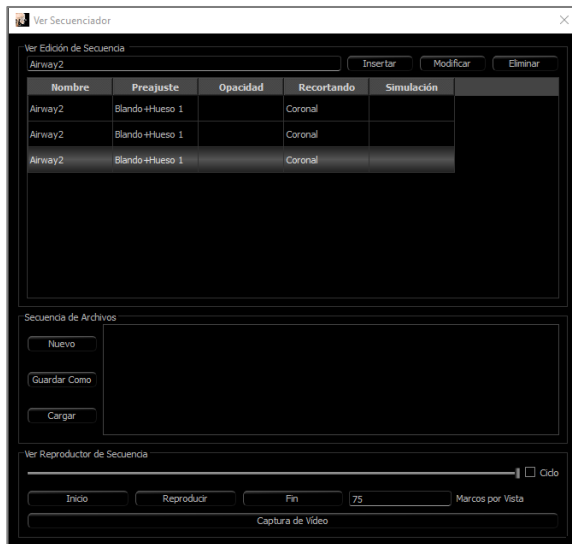 Ver Secuenciador
Ver Edición de Secuencia
Airway2 Insertar Modificar Eliminar
Nombre Preajuste Opacidad Recortando Simulación
Airway2 Blando+Hueso 1 Coronal
Airway2 Blando+Hueso 1 Coronal
Airway2 Blando+Hueso 1 Coronal
Secuencia de Archivos
Nuevo
Guardar Como
Cargar
Ver Reproductor de Secuencia
Ciclo
Inicio Reproducir Fin 75 Marcos por Vista
Captura de Vídeo